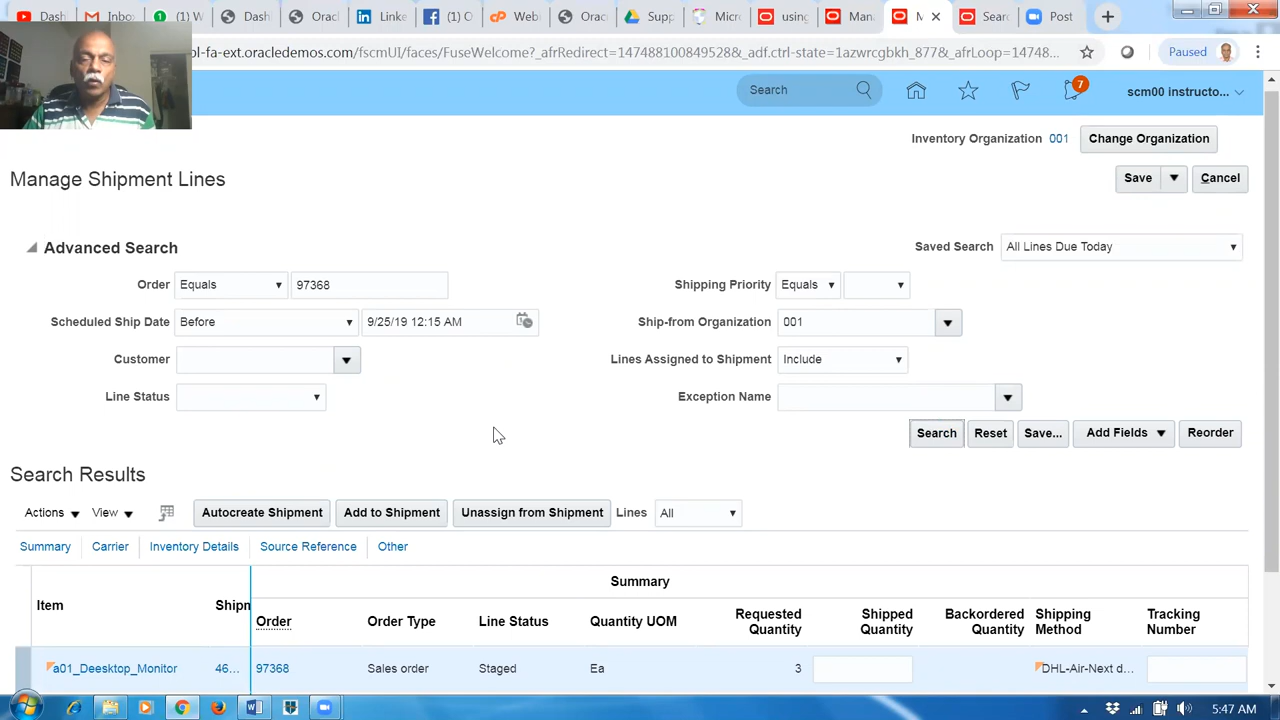 Da
In
(1) W
Dash
Oracl
Linke
(1) O
Web
Orac
Supp
Micr
using
Man
M
Sear
Post
pl-fa-ext.oracledemos.com/fscmUI/faces/FuseWelcome?_afrRedirect=1474881008495286&_adf.ctrl-state=1azwrcgbkh_877&_afrLoop=14748...
Paused
Search
7
scm00 instructo...
Inventory Organization 001 Change Organization
Manage Shipment Lines
Save Cancel
Advanced Search
Saved Search All Lines Due Today
Order Equals 97368
Shipping Priority Equals
Scheduled Ship Date Before 9/25/19 12:15 AM
Ship-from Organization 001
Customer
Lines Assigned to Shipment Include
Line Status
Exception Name
Search Reset Save... Add Fields Reorder
Search Results
Actions View Autocreate Shipment Add to Shipment Unassign from Shipment Lines All
Summary Carrier Inventory Details Source Reference Other
Summary
Item Shipn Order Order Type Line Status Quantity UOM Requested Quantity Shipped Quantity Backordered Quantity Shipping Method Tracking Number
a01_Deesktop_Monitor 46... 97368 Sales order Staged Ea 3 DHL-Air-Next d...
5:47 AM